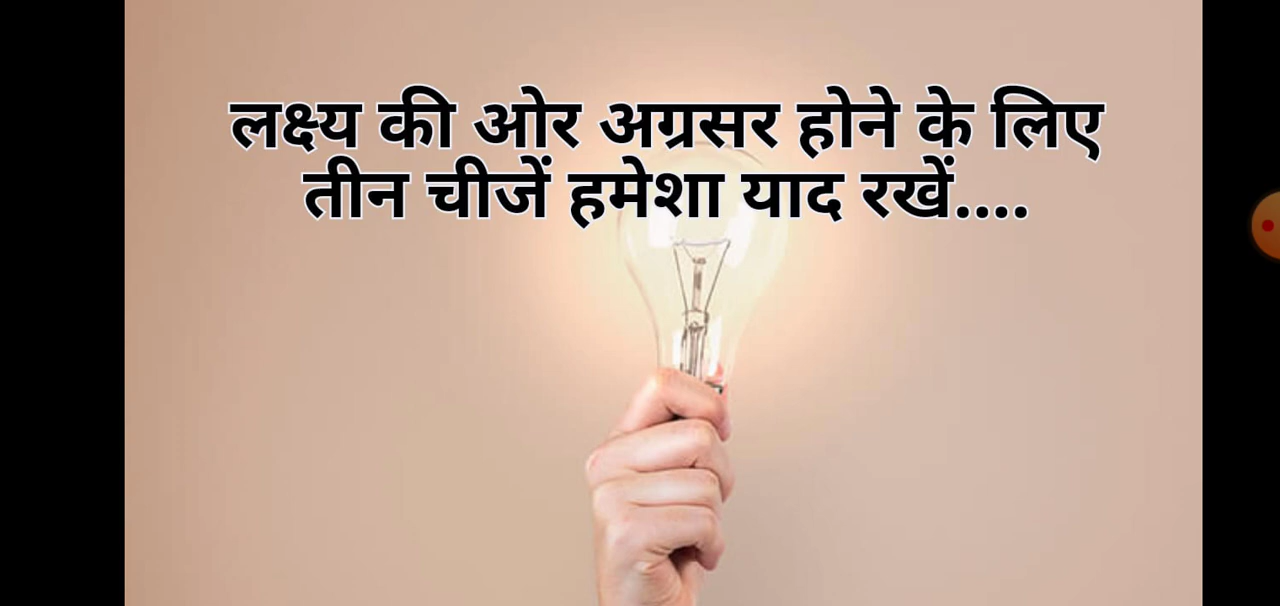 लक्ष्य की ओर अग्रसर होने के लिए
तीन चीजें हमेशा याद रखें....